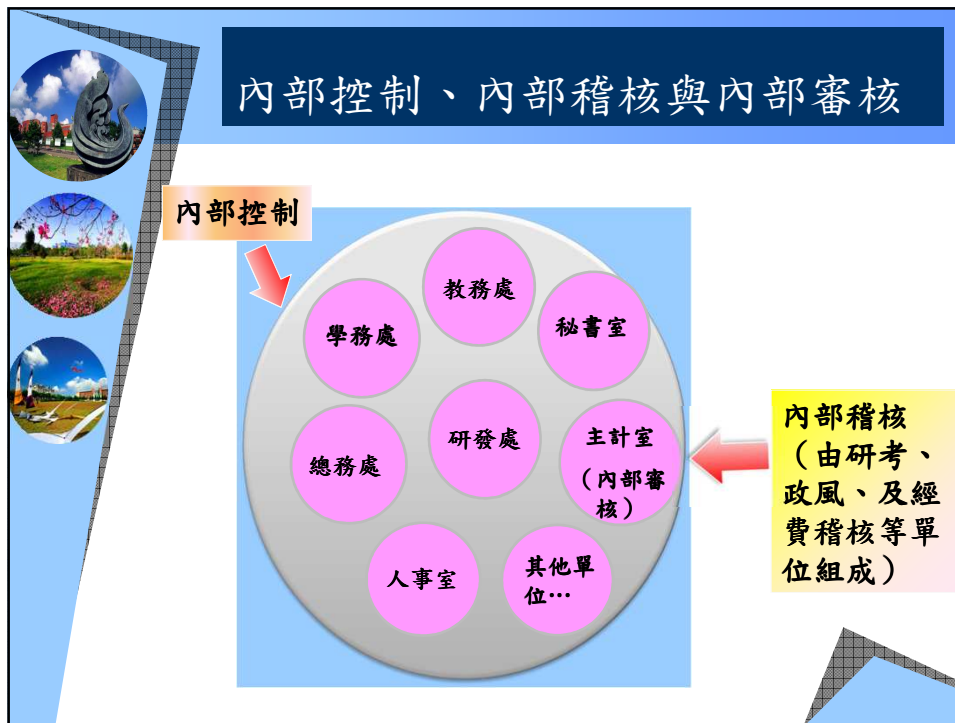 內部控制、內部稽核與內部審核
內部控制
教務處
學務處
秘書室
研發處
總務處
主計室
（內部審
核）
人事室
其他單
位…
內部稽核
（由研考、
政風、及經
費稽核等單
位組成）